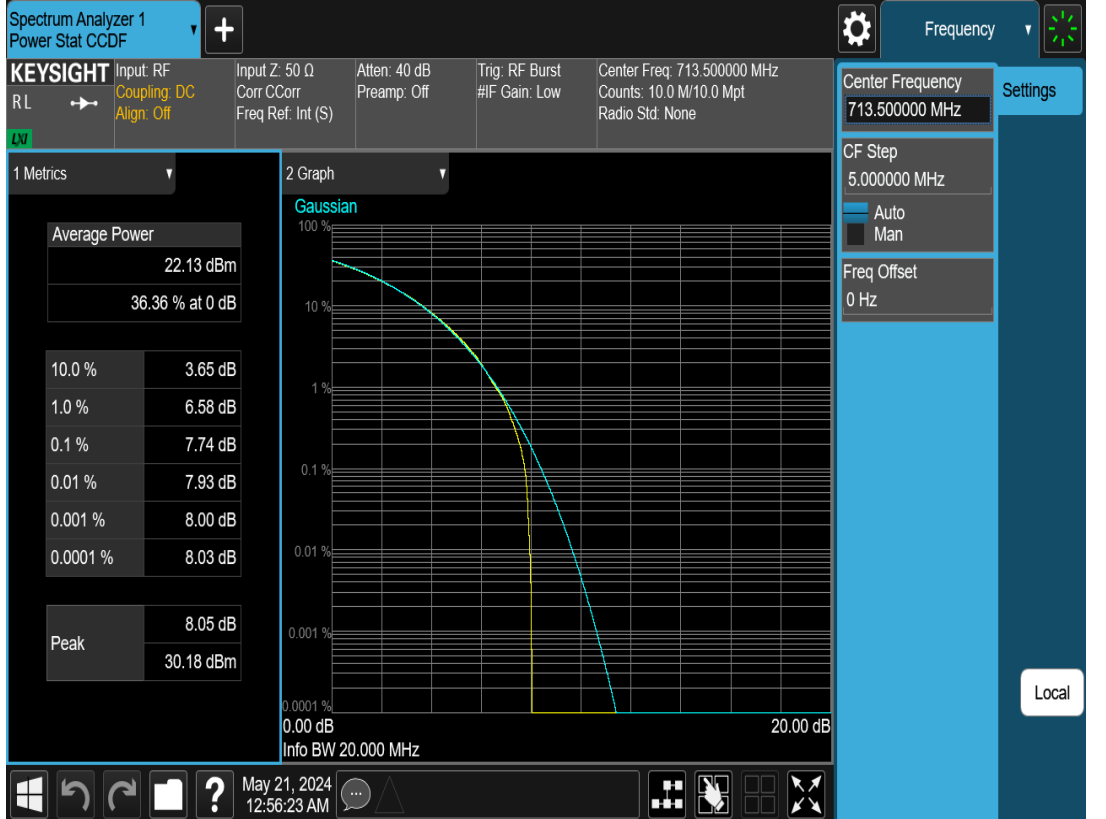 Spectrum Analyzer 1
Power Stat CCDF
+
Frequency
KEYSIGHT
RL
LXI
Input: RF
Coupling: DC
Align: Off
Input Z: 50 Ω
Corr CCorr
Freq Ref: Int (S)
Atten: 40 dB
Preamp: Off
Trig: RF Burst
#IF Gain: Low
Center Freq: 713.500000 MHz
Counts: 10.0 M/10.0 Mpt
Radio Std: None
Center Frequency
713.500000 MHz
Settings
CF Step
5.000000 MHz
Auto
Man
Freq Offset
0 Hz
1 Metrics
Average Power
22.13 dBm
36.36 % at 0 dB
10.0 % 3.65 dB
1.0 % 6.58 dB
0.1 % 7.74 dB
0.01 % 7.93 dB
0.001 % 8.00 dB
0.0001 % 8.03 dB
Peak
8.05 dB
30.18 dBm
2 Graph
Gaussian
100 %
10 %
1 %
0.1 %
0.01 %
0.001 %
0.0001 %
0.00 dB 20.00 dB
Info BW 20.000 MHz
Local
?
May 21, 2024
12:56:23 AM